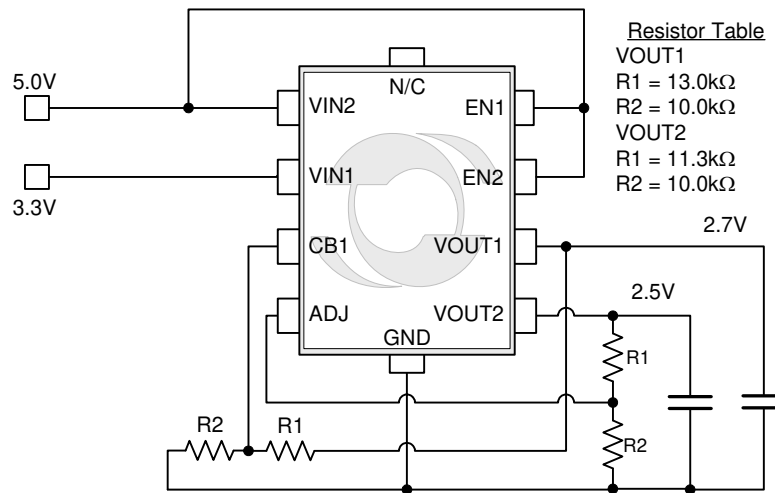 Resistor Table
VOUT1
R1 = 13.0kΩ
R2 = 10.0kΩ
VOUT2
R1 = 11.3kΩ
R2 = 10.0kΩ
5.0V
3.3V
N/C
VIN2
EN1
VIN1
EN2
CB1
VOUT1
ADJ
VOUT2
GND
2.7V
2.5V
R1
R2
R1
R2